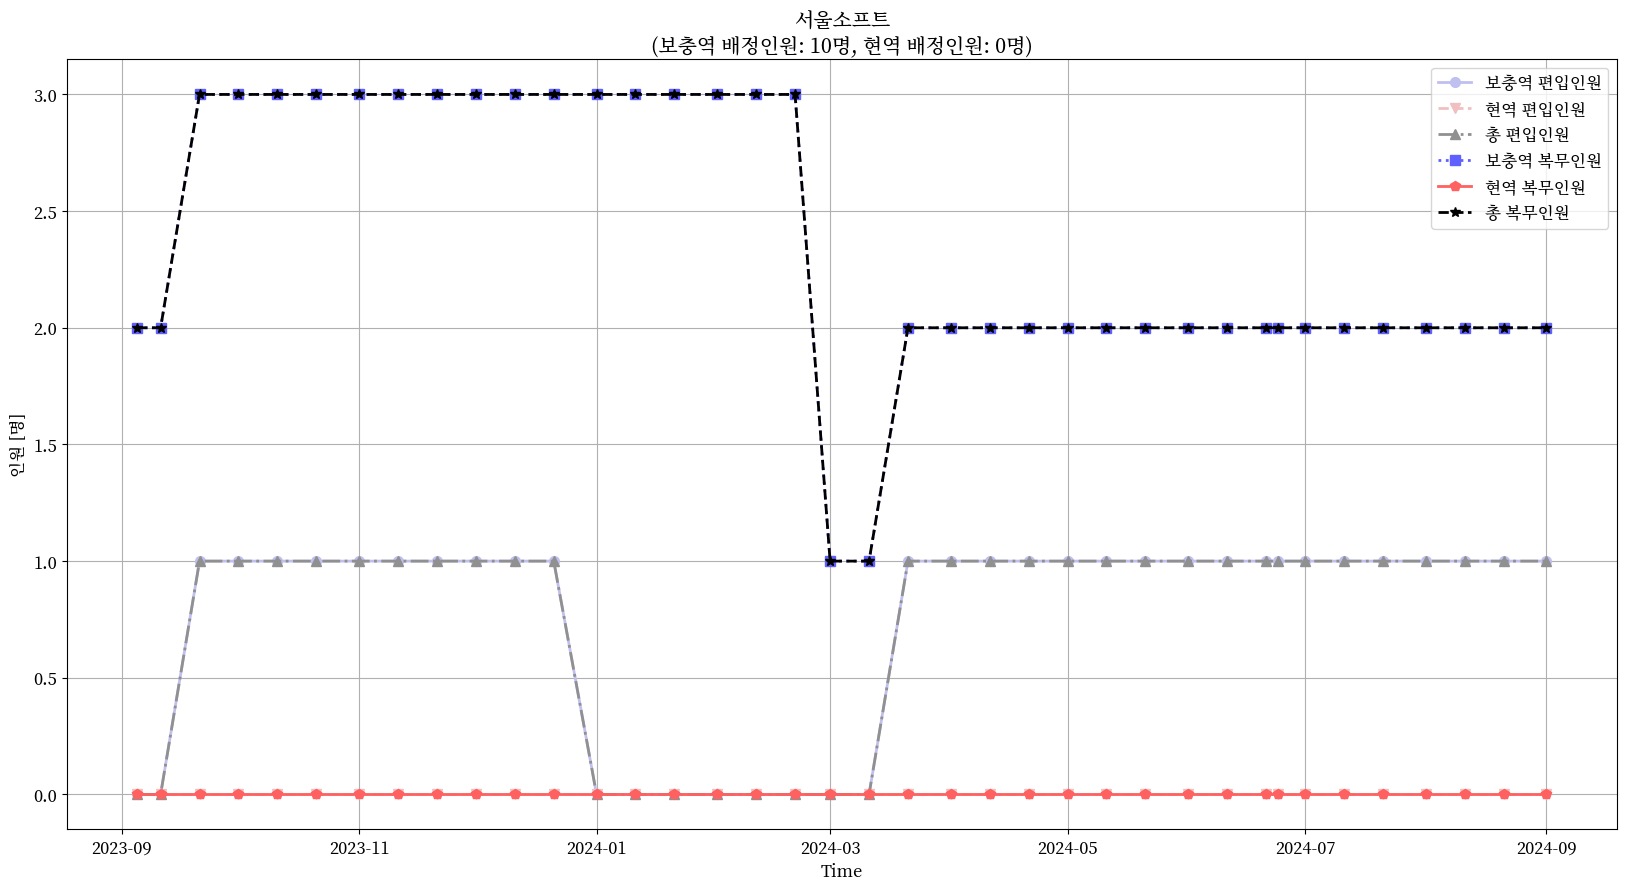 서울소프트
(보충역 배정인원: 10명, 현역 배정인원: 0명)
보충역 편입인원
현역 편입인원
총 편입인원
보충역 복무인원
현역 복무인원
총 복무인원
3.0
2.5
2.0
1.5
1.0
0.5
0.0
인원 [명]
2023-09 2023-11 2024-01 2024-03 2024-05 2024-07 2024-09
Time